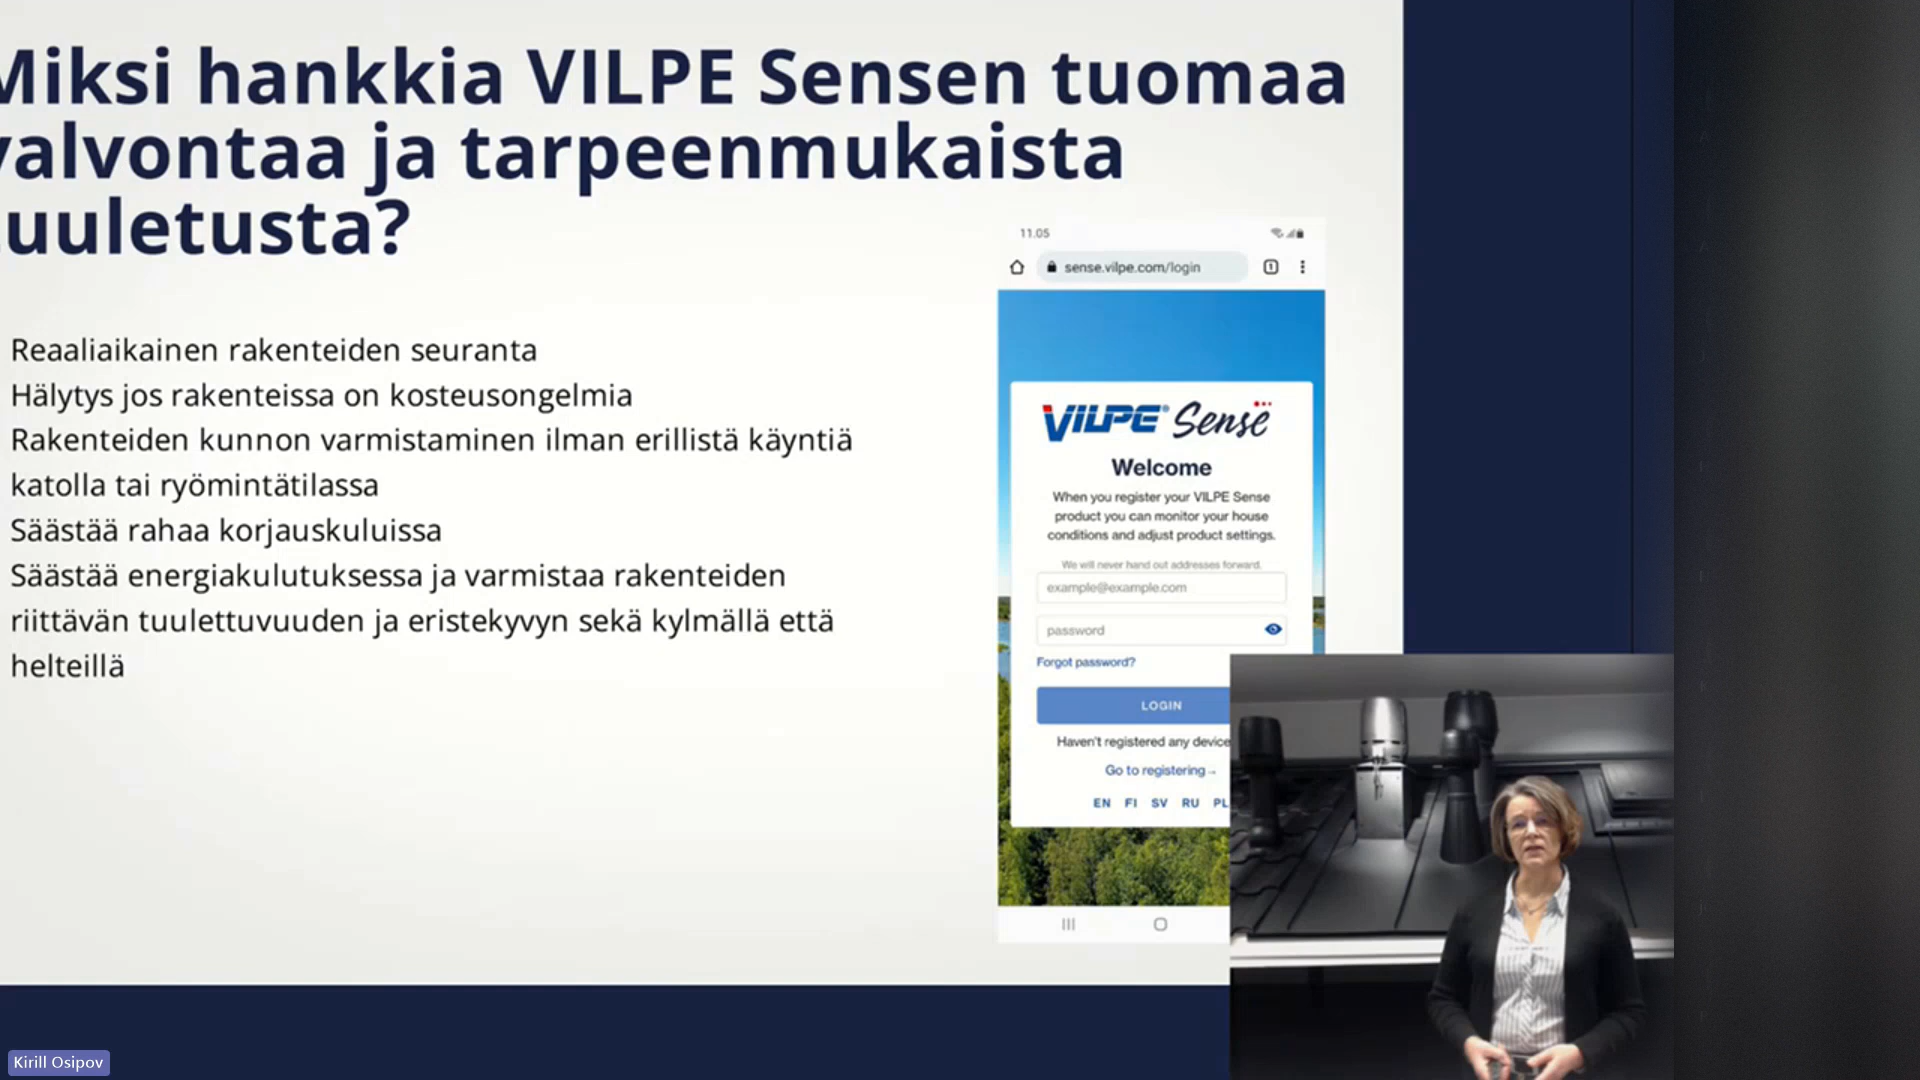 Miksi hankkia VILPE Sensen tuomaa
valvontaa ja tarpeenmukaista
tuuletusta?
Reaaliaikainen rakenteiden seuranta
Hälytys jos rakenteissa on kosteusongelmia
Rakenteiden kunnon varmistaminen ilman erillistä käyntiä
katolla tai ryömintätilassa
Säästää rahaa korjauskuluissa
Säästää energiakulutuksessa ja varmistaa rakenteiden
riittävän tuulettuvuuden ja eristekyvyn sekä kylmällä että
helteillä
11.05
sense.vilpe.com/login
1
VILPE® Sense
Welcome
When you register your VILPE Sense
product you can monitor your house
conditions and adjust product settings.
We will never hand out addresses forward.
example@example.com
password
Forgot password?
LOGIN
Haven't registered any device
Go to registering→
EN FI SV RU PL
Kirill Osipov